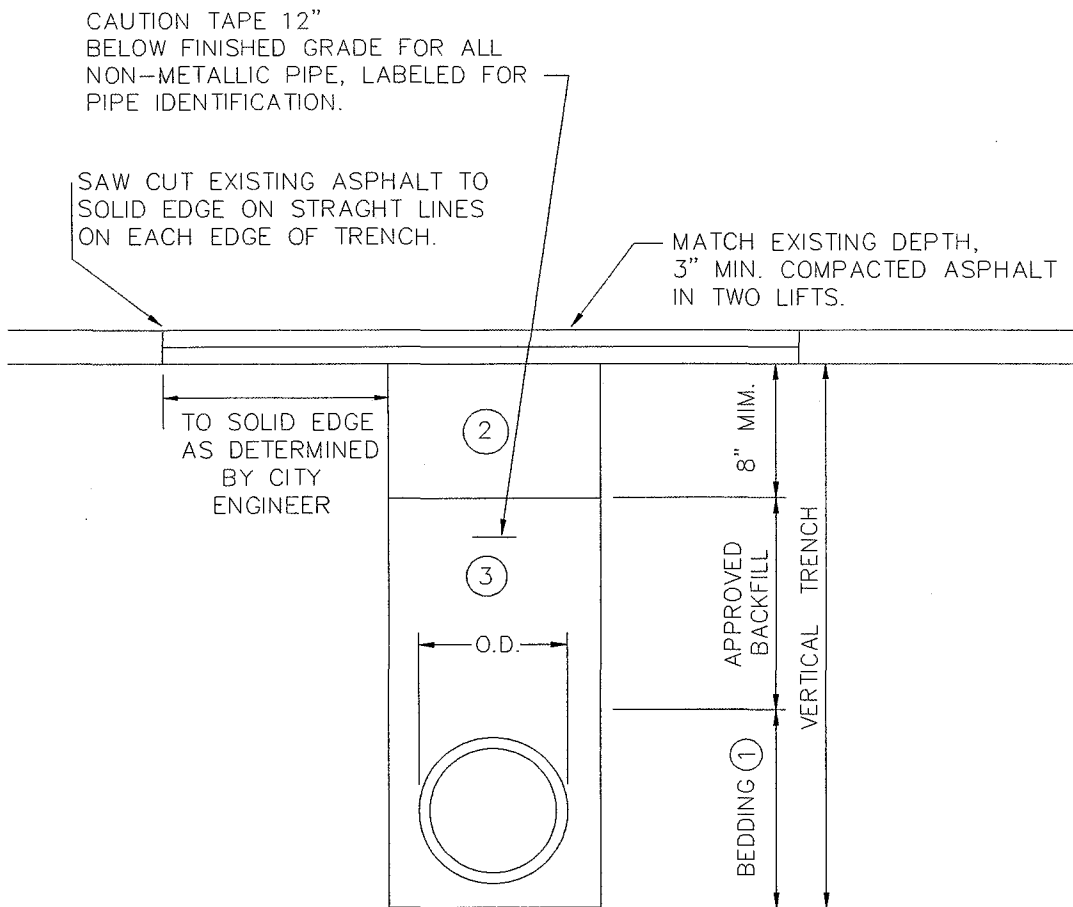 CAUTION TAPE 12"
BELOW FINISHED GRADE FOR ALL
NON-METALLIC PIPE, LABELED FOR
PIPE IDENTIFICATION.
SAW CUT EXISTING ASPHALT TO
SOLID EDGE ON STRAGHT LINES
ON EACH EDGE OF TRENCH.
MATCH EXISTING DEPTH,
3" MIN. COMPACTED ASPHALT
IN TWO LIFTS.
TO SOLID EDGE
AS DETERMINED
BY CITY
ENGINEER
2
8" MIM.
3
APPROVED
BACKFILL
VERTICAL TRENCH
O.D.
BEDDING 1